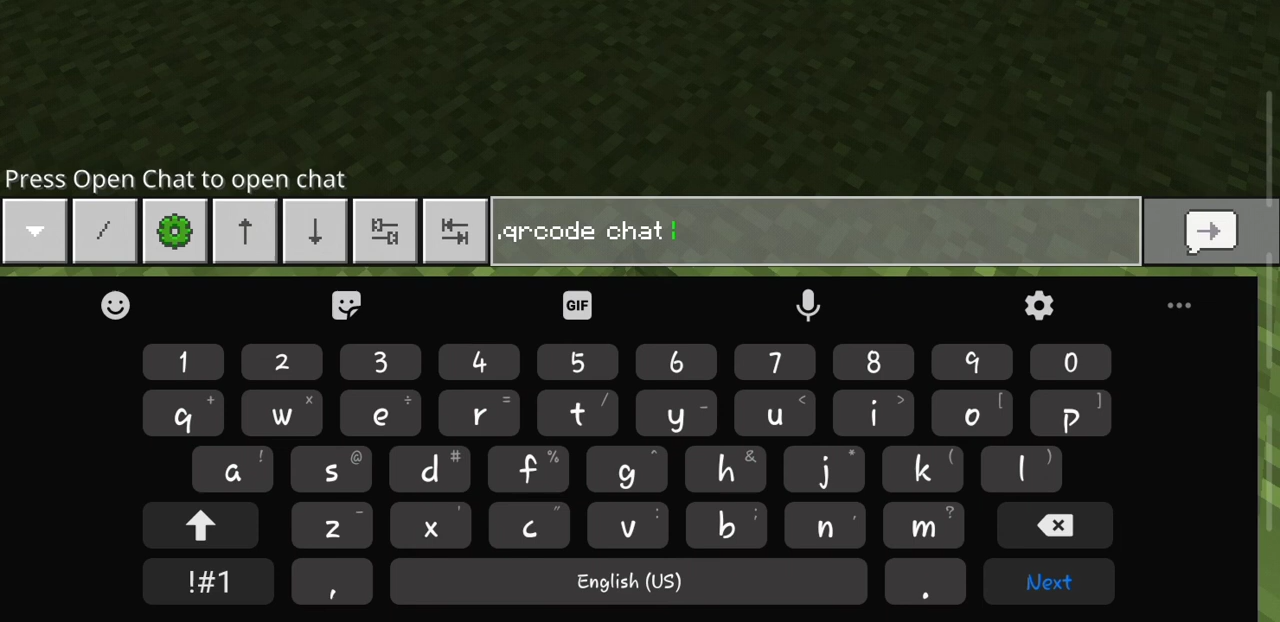 Press Open Chat to open chat
/ .qrcode chat
GIF
1 2 3 4 5 6 7 8 9 0
q + w × e ÷ r = t / y _ u < i > o [ p ]
a ! s @ d # f % g ^ h & j * k ( l )
z - x ' c " v : b ; n , m ?
!#1 , English (US) . Next